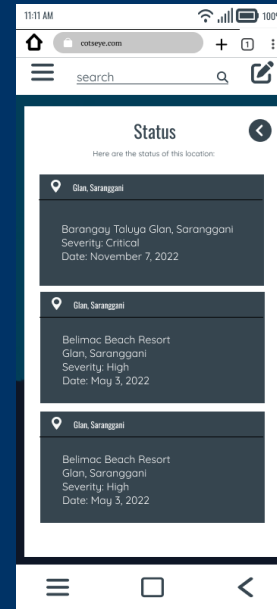 11:11 AM
100%
cotseye.com
1
search
Status
Here are the status of this location:
Glan, Saranggani
Barangay Taluya Glan, Saranggani
Severity: Critical
Date: November 7, 2022
Glan, Saranggani
Belimac Beach Resort
Glan, Saranggani
Severity: High
Date: May 3, 2022
Glan, Saranggani
Belimac Beach Resort
Glan, Saranggani
Severity: High
Date: May 3, 2022